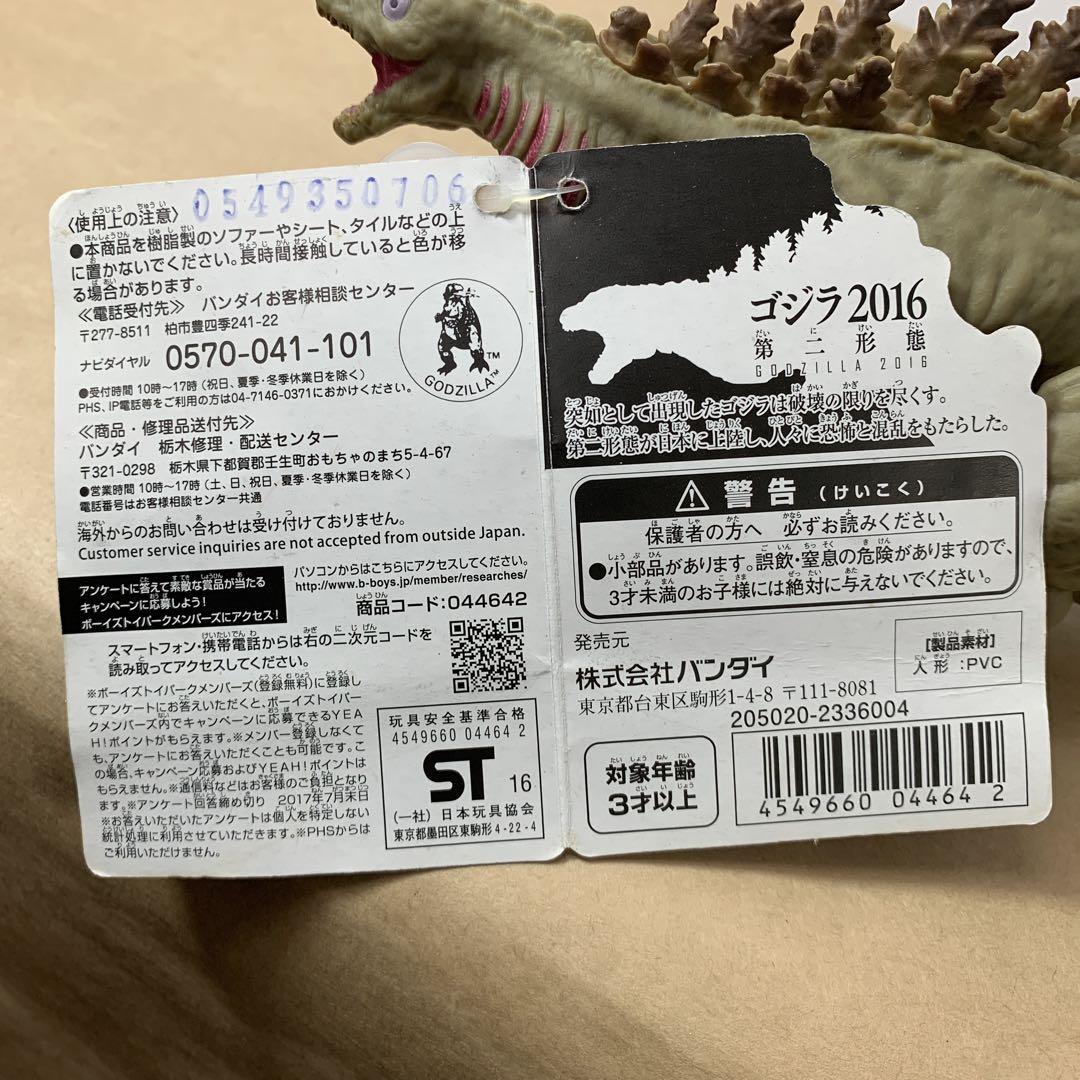 0549350706
〈使用上の注意〉
●本商品を樹脂製のソファーやシート、タイルなどの上
に置かないでください。長時間接触していると色が移
る場合があります。
≪電話受付先≫ バンダイお客様相談センター
〒277-8511 柏市豊四季241-22
ナビダイヤル 0570-041-101
●受付時間 10時〜17時（祝日、夏季・冬季休業日を除く）
PHS、IP電話等をご利用の方は04-7146-0371におかけください。
≪商品・修理品送付先≫
バンダイ 栃木修理・配送センター
〒321-0298 栃木県下都賀郡壬生町おもちゃのまち5-4-67
●営業時間 10時〜17時（土、日、祝日、夏季・冬季休業日を除く）
電話番号はお客様相談センター共通
海外からのお問い合わせは受け付けておりません。
Customer service inquiries are not accepted from outside Japan.
GODZILLA™
TM
アンケートに答えて素敵な賞品が当たる
キャンペーンに応募しよう！
ボーイズトイパークメンバーズにアクセス！
パソコンからはこちらにアクセスしてください。
http://www.b-boys.jp/member/researches/
商品コード：044642
スマートフォン・携帯電話からは右の二次元コードを
読み取ってアクセスしてください。
※ボーイズトイパークメンバーズ（登録無料）に登録し
てアンケートにお答えいただくと、ボーイズトイパー
クメンバーズ内でキャンペーンに応募できるYEA
H！ポイントがもらえます。※メンバー登録しなくて
も、アンケートにお答えいただくことも可能です。こ
の場合、キャンペーン応募およびYEAH！ポイントは
もらえません。※通信料などはお客様のご負担となり
ます。※アンケート回答締め切り 2017年7月末日
※お答えいただいたアンケートは個人を特定しない
統計処理に利用させていただきます。※PHSからは
ご利用いただけません。
玩具安全基準合格
4549660 04464 2
ST 16
（一社）日本玩具協会
東京都墨田区東駒形4-22-4
ゴジラ2016
だい に けい たい
第二形態
GODZILLA 2016
突如として出現したゴジラは破壊の限りを尽くす。
第二形態が日本に上陸し、人々に恐怖と混乱をもたらした。
⚠ 警告（けいこく）
保護者の方へ 必ずお読みください。
●小部品があります。誤飲・窒息の危険がありますので、
3才未満のお子様には絶対に与えないでください。
発売元
株式会社バンダイ
東京都台東区駒形1-4-8 〒111-8081
［製品素材］
人形：PVC
205020-2336004
対象年齢
3才以上
4549660 04464 2